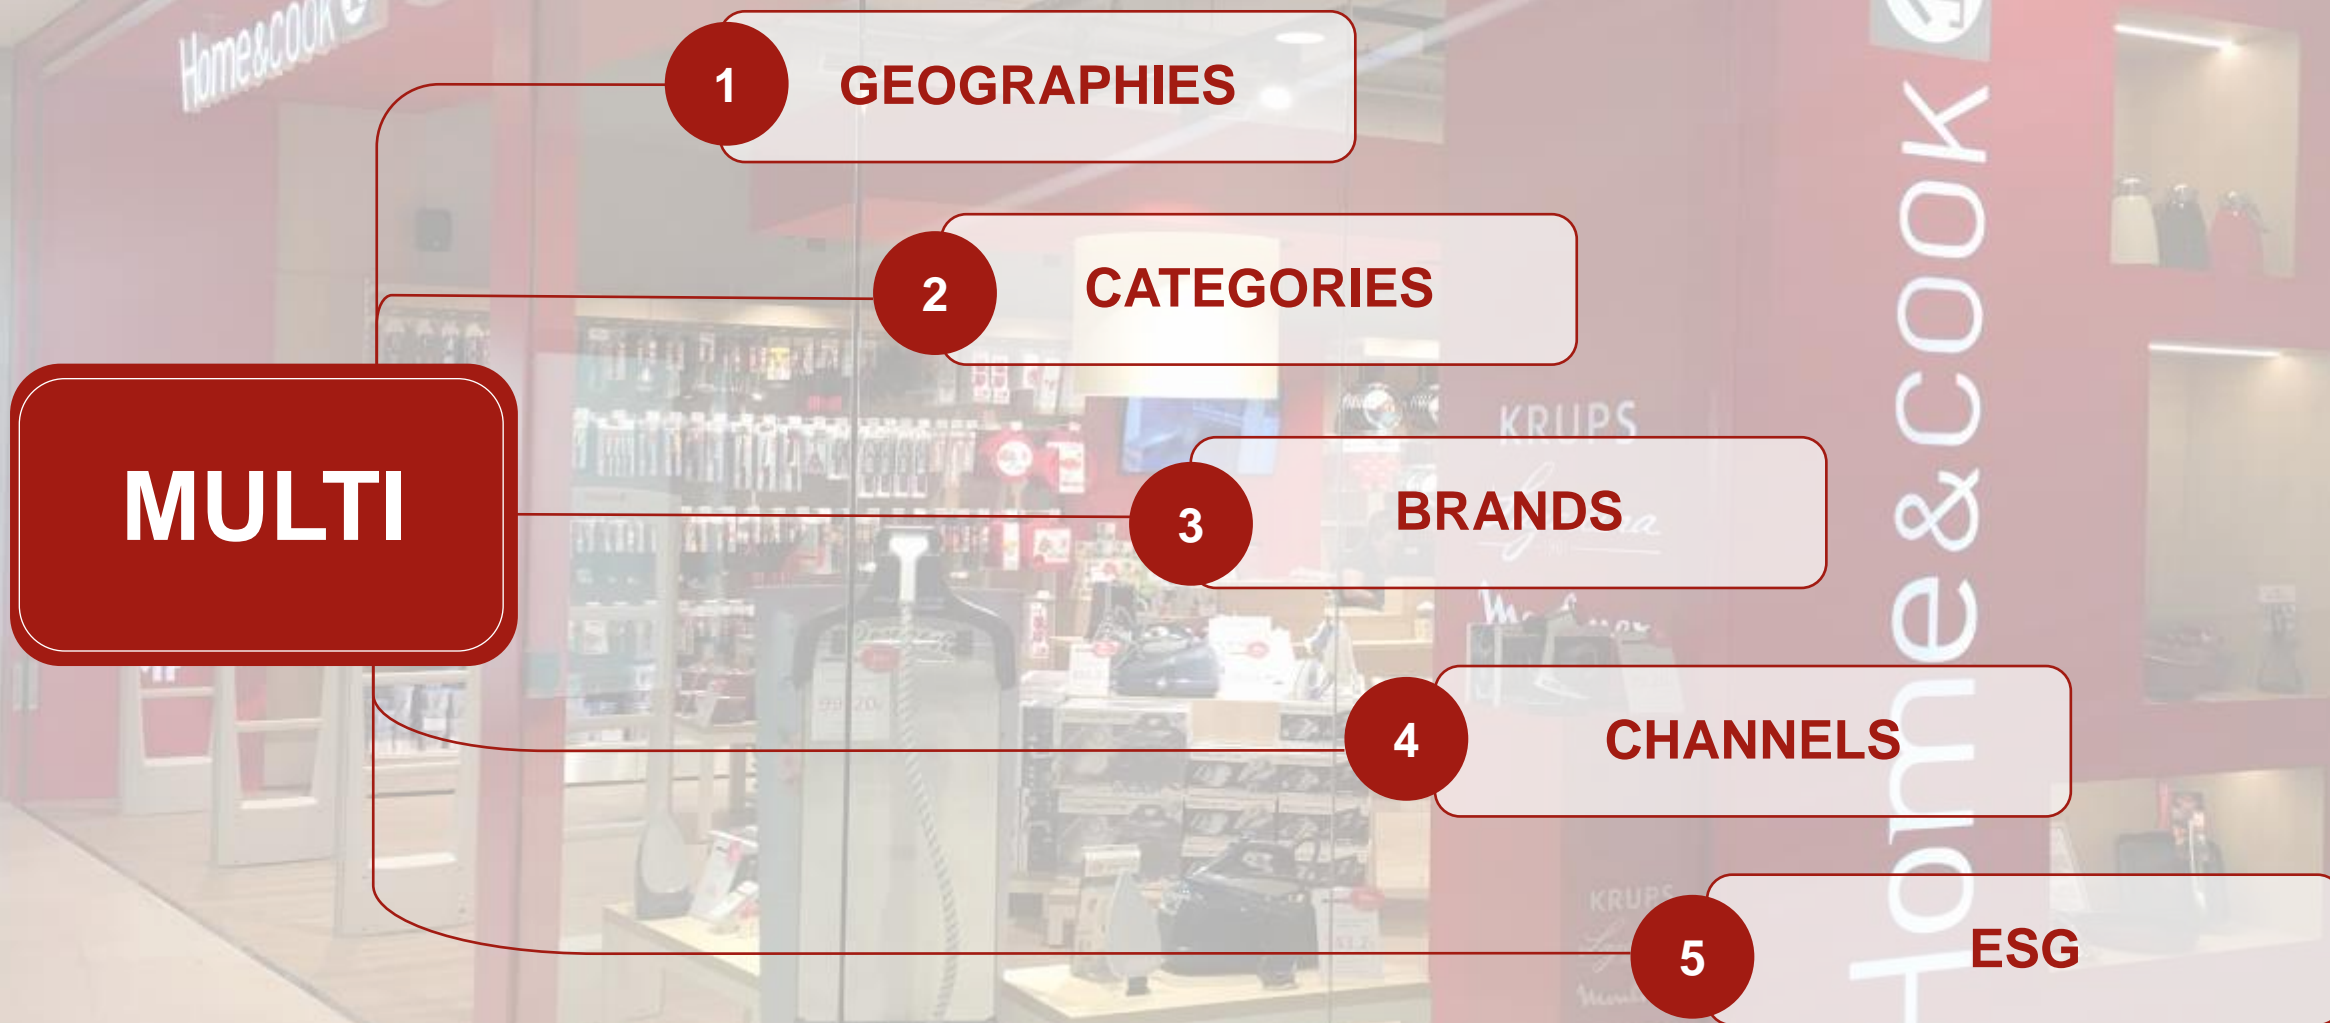 Home&cook
1
GEOGRAPHIES
2
CATEGORIES
MULTI
KRUPS
3
BRANDS
4
CHANNELS
KRUPS
5
ESG
Home&cook